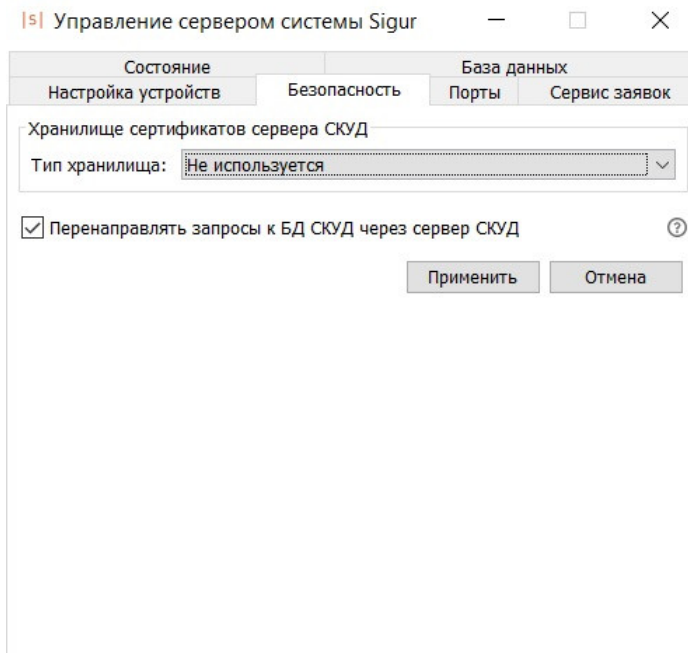 |s| Управление сервером системы Sigur
Состояние База данных
Настройка устройств Безопасность Порты Сервис заявок
Хранилище сертификатов сервера СКУД
Тип хранилища: Не используется
Перенаправлять запросы к БД СКУД через сервер СКУД ?
Применить Отмена